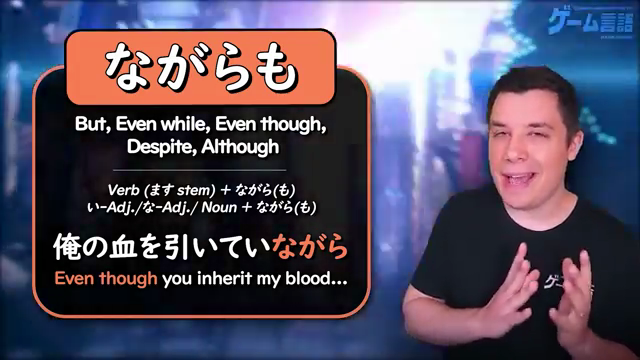 ながらも
But, Even while, Even though,
Despite, Although
Verb (ます stem) + ながら(も)
い-Adj./な-Adj./ Noun + ながら(も)
俺の血を引いていながら
Even though you inherit my blood...
ゲーム言語